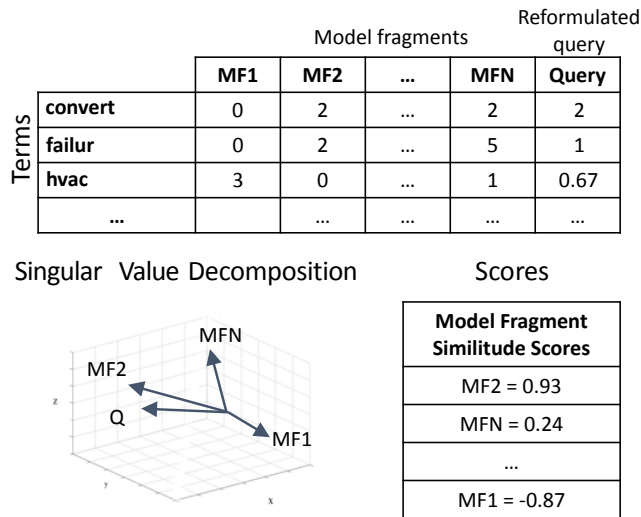 Reformulated
Model fragments query
MF1 MF2 ... MFN Query
Terms
convert 0 2 ... 2 2
failur 0 2 ... 5 1
hvac 3 0 ... 1 0.67
... ... ... ... ...
Singular Value Decomposition
MFN
MF2
Q
MF1
z
y
x
Scores
Model Fragment
Similitude Scores
MF2 = 0.93
MFN = 0.24
...
MF1 = -0.87